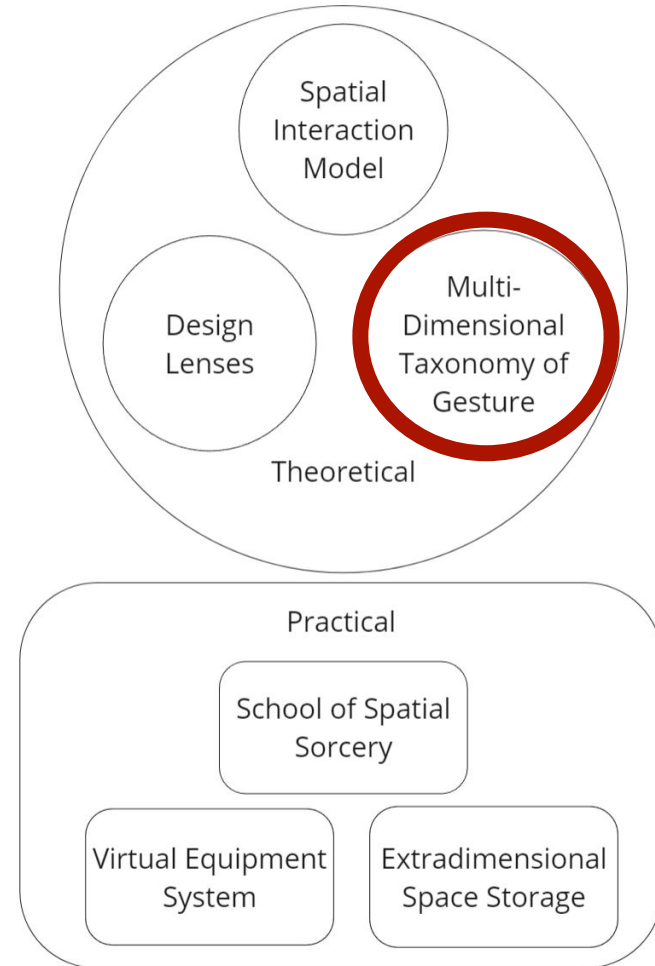 Spatial
Interaction
Model
Design
Lenses
Multi-
Dimensional
Taxonomy of
Gesture
Theoretical
Practical
School of Spatial
Sorcery
Virtual Equipment
System
Extradimensional
Space Storage